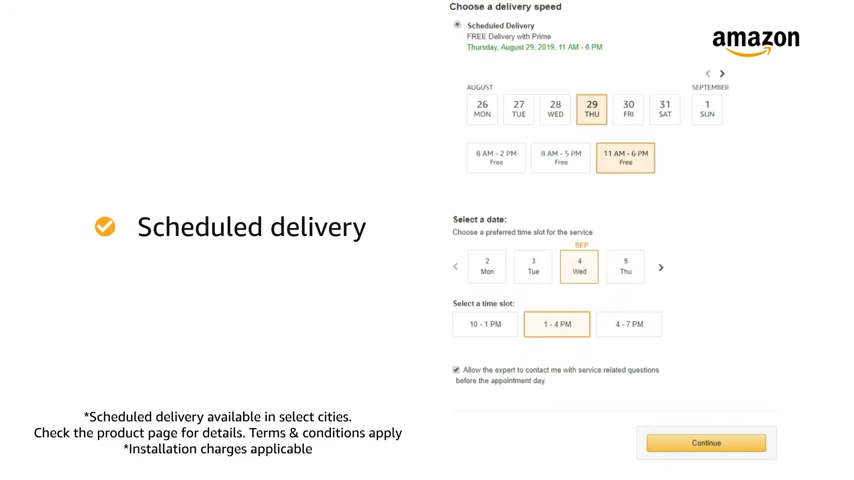 Choose a delivery speed
Scheduled Delivery
FREE Delivery with Prime
Thursday, August 29, 2019, 11 AM - 6 PM
amazon
AUGUST SEPTEMBER
26 27 28 29 30 31 1
MON TUE WED THU FRI SAT SUN
8 AM - 2 PM 8 AM - 5 PM 11 AM - 6 PM
Free Free Free
Scheduled delivery
Select a date:
Choose a preferred time slot for the service
SEP
2 3 4 5
Mon Tue Wed Thu
Select a time slot:
10 - 1 PM 1 - 4 PM 4 - 7 PM
Allow the expert to contact me with service related questions
before the appointment day.
*Scheduled delivery available in select cities.
Check the product page for details. Terms & conditions apply
*Installation charges applicable
Continue